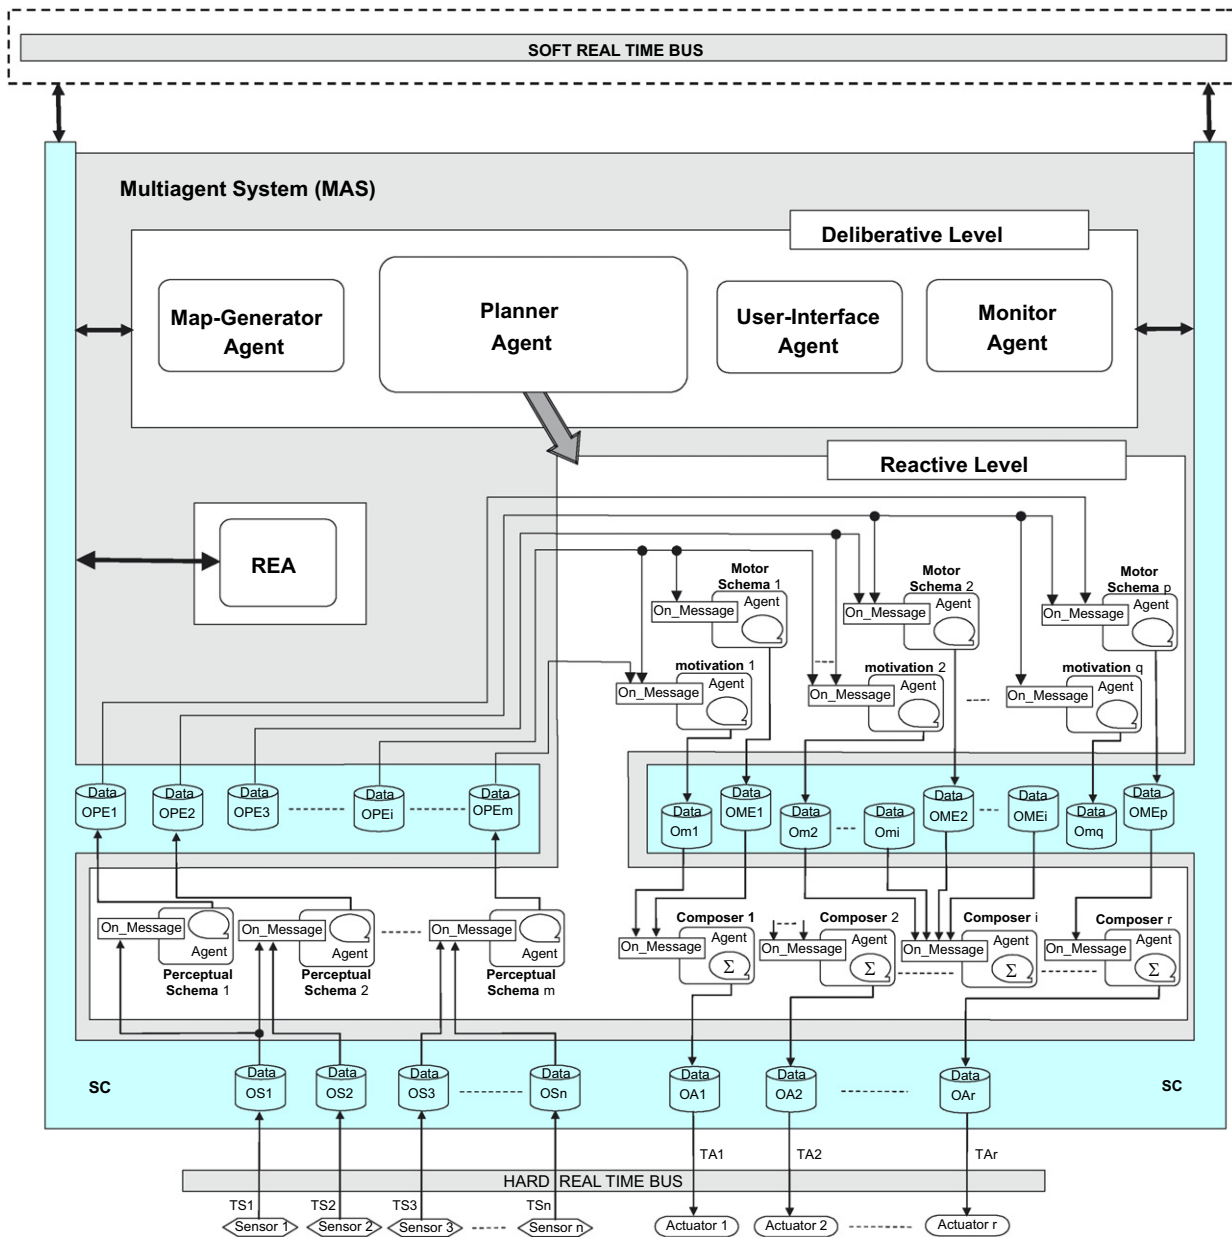 SOFT REAL TIME BUS
Multiagent System (MAS)
Deliberative Level
Map-Generator
Agent
Planner
Agent
User-Interface
Agent
Monitor
Agent
Reactive Level
REA
Motor
Schema 1
Agent
On_Message
Motor
Schema 2
Agent
On_Message
Motor
Schema p
Agent
On_Message
motivation 1
Agent
On_Message
motivation 2
Agent
On_Message
motivation q
Agent
On_Message
Data
OPE1
Data
OPE2
Data
OPE3
Data
OPEi
Data
OPEm
Data
Om1
Data
OME1
Data
Om2
Data
Omi
Data
OME2
Data
OMEi
Data
Omq
Data
OMEp
On_Message
Agent
Perceptual
Schema 1
On_Message
Agent
Perceptual
Schema 2
On_Message
Agent
Perceptual
Schema m
Composer 1
On_Message
Agent
Σ
Composer 2
On_Message
Agent
Σ
Composer i
On_Message
Agent
Σ
Composer r
On_Message
Agent
Σ
SC
Data
OS1
Data
OS2
Data
OS3
Data
OSn
Data
OA1
Data
OA2
Data
OAr
SC
TA1
TA2
TAr
HARD REAL TIME BUS
TS1
TS2
TS3
TSn
Sensor 1
Sensor 2
Sensor 3
Sensor n
Actuator 1
Actuator 2
Actuator r